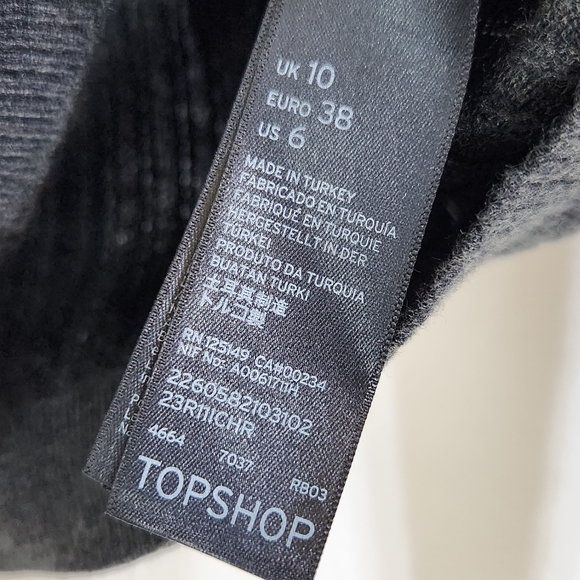 UK 10
EURO 38
US 6
MADE IN TURKEY
FABRICADO EN TURQUÍA
FABRIQUÉ EN TURQUIE
HERGESTELLT IN DER
TÜRKEI
PRODUTO DA TURQUIA
BUATAN TURKI
土耳其制造
トルコ製
RN 125149 CA#00234
NIF No: A0061711H
2260582103102
23R11ICHR
4664 7037 RB03
TOPSHOP